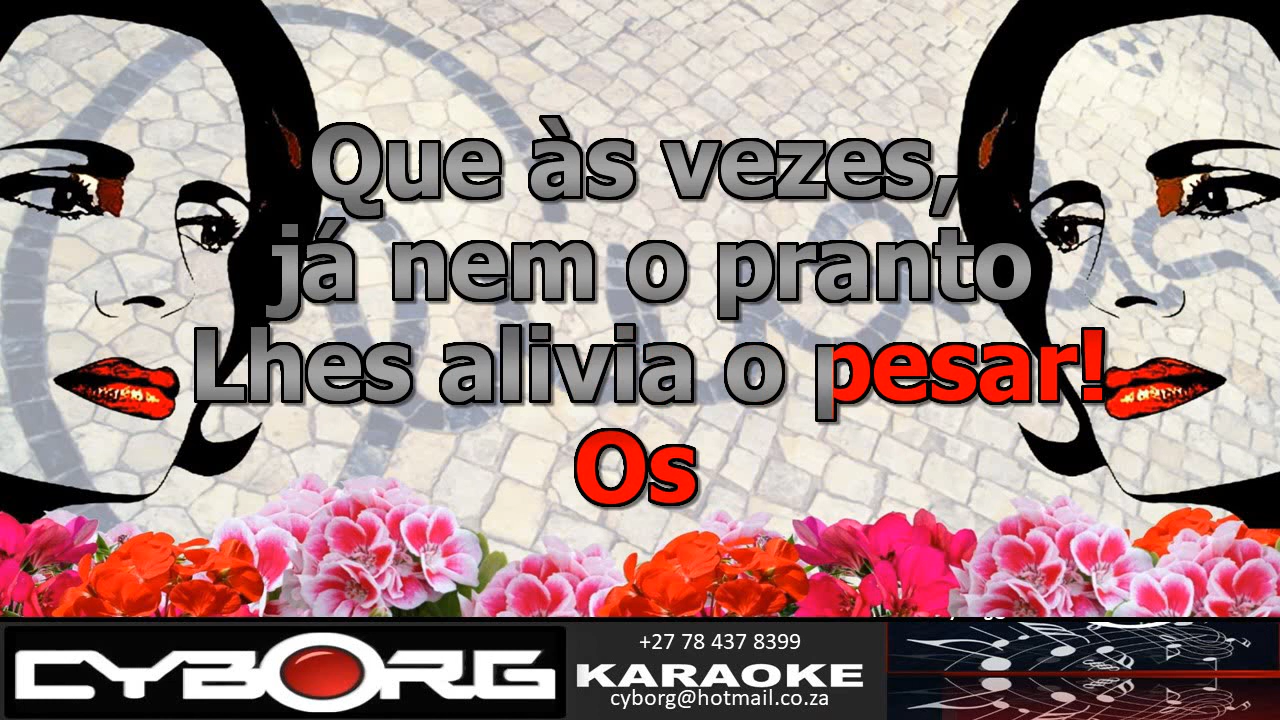 Que às vezes,
já nem o pranto
Lhes alivia o pesar!
Os
CYBORG
+27 78 437 8399
KARAOKE
cyborg@hotmail.co.za